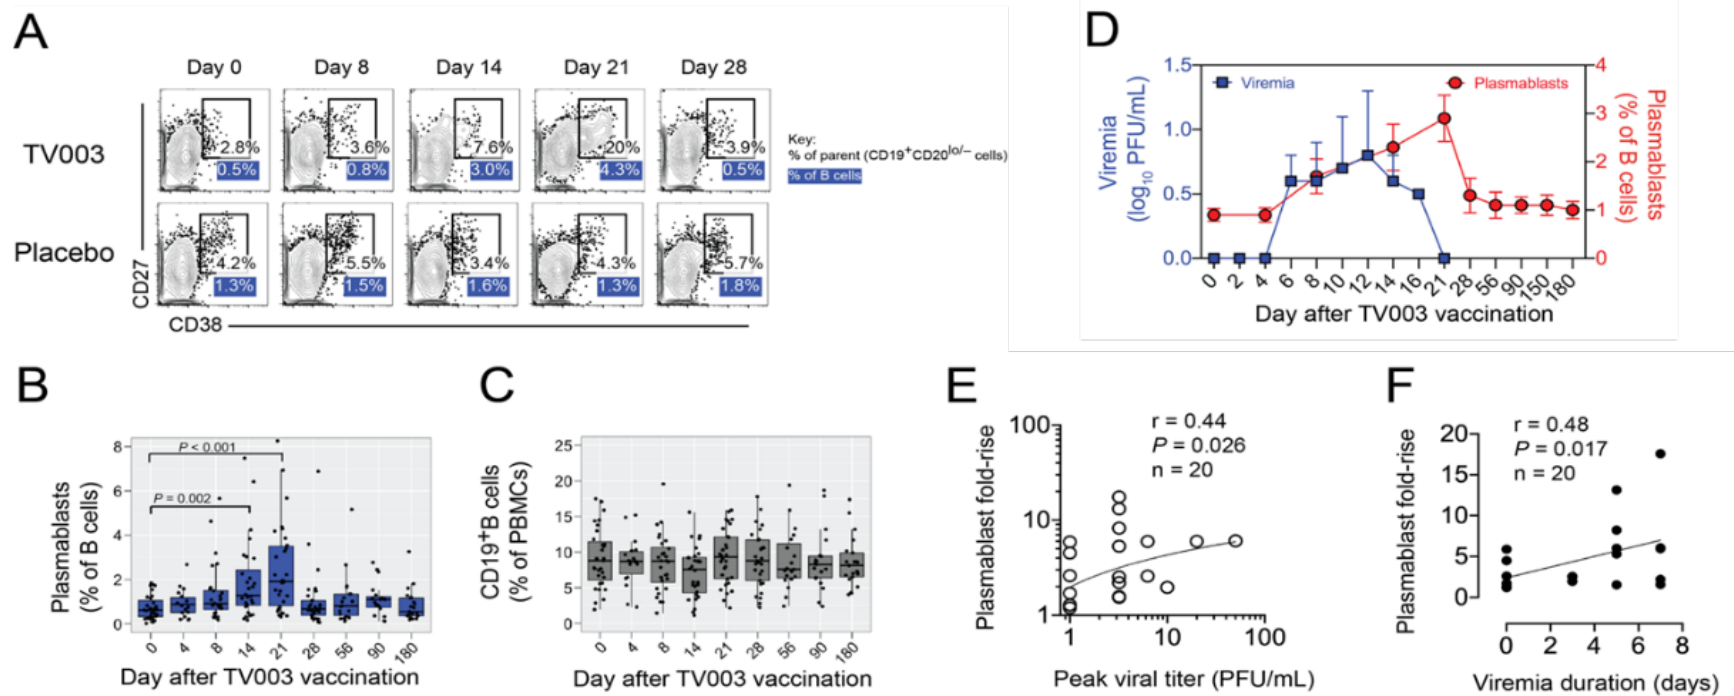 A
Day 0 Day 8 Day 14 Day 21 Day 28
TV003
2.8% 3.6% 7.6% 20% 3.9%
0.5% 0.8% 3.0% 4.3% 0.5%
Key:
% of parent (CD19+CD20lo/– cells)
% of B cells
Placebo
4.2% 5.5% 3.4% 4.3% 5.7%
1.3% 1.5% 1.6% 1.3% 1.8%
CD27
CD38
D
Viremia
(log10 PFU/mL)
1.5
1.0
0.5
0.0
Viremia
Plasmablasts
4
3
2
1
0
Plasmablasts
(% of B cells)
0 2 4 6 8 10 12 14 16 21 28 56 90 150 180
Day after TV003 vaccination
B
Plasmablasts
(% of B cells)
8
6
4
2
0
P < 0.001
P = 0.002
0 4 8 14 21 28 56 90 180
Day after TV003 vaccination
C
CD19+B cells
(% of PBMCs)
25
20
15
10
5
0
0 4 8 14 21 28 56 90 180
Day after TV003 vaccination
E
Plasmablast fold-rise
100
10
1
r = 0.44
P = 0.026
n = 20
1 10 100
Peak viral titer (PFU/mL)
F
Plasmablast fold-rise
20
15
10
5
0
r = 0.48
P = 0.017
n = 20
0 2 4 6 8
Viremia duration (days)